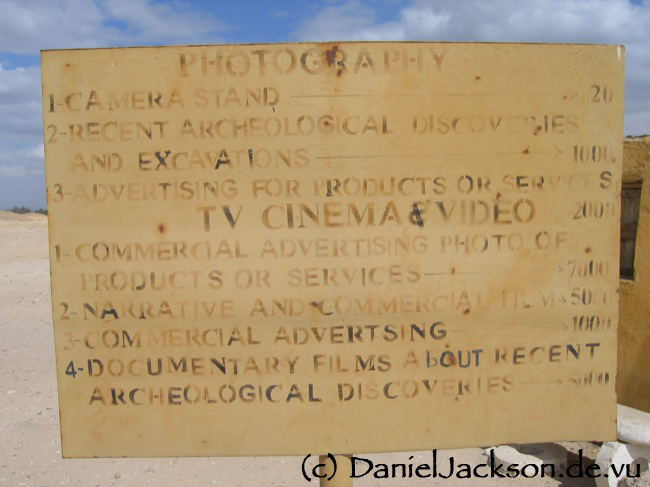 PHOTOGRAPHY
1-CAMERA STAND 20
2-RECENT ARCHEOLOGICAL DISCOVERIES
AND EXCAVATIONS 1000
3-ADVERTISING FOR PRODUCTS OR SERVICES
2000
TV CINEMA & VIDEO
1-COMMERCIAL ADVERTISING PHOTO OF
PRODUCTS OR SERVICES 7000
2-NARRATIVE AND COMMERCIAL FILM
3-COMMERCIAL ADVERTSING 1000
4-DOCUMENTARY FILMS AbOUT RECENT
ARCHEOLOGICAL DISCOVERIES
(c) DanielJackson.de.vu